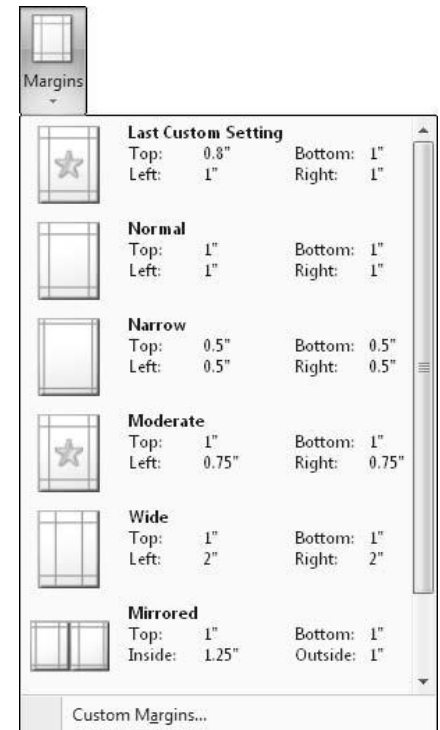 Margins
Last Custom Setting
Top: 0.8" Bottom: 1"
Left: 1" Right: 1"
Normal
Top: 1" Bottom: 1"
Left: 1" Right: 1"
Narrow
Top: 0.5" Bottom: 0.5"
Left: 0.5" Right: 0.5"
Moderate
Top: 1" Bottom: 1"
Left: 0.75" Right: 0.75"
Wide
Top: 1" Bottom: 1"
Left: 2" Right: 2"
Mirrored
Top: 1" Bottom: 1"
Inside: 1.25" Outside: 1"
Custom Margins...